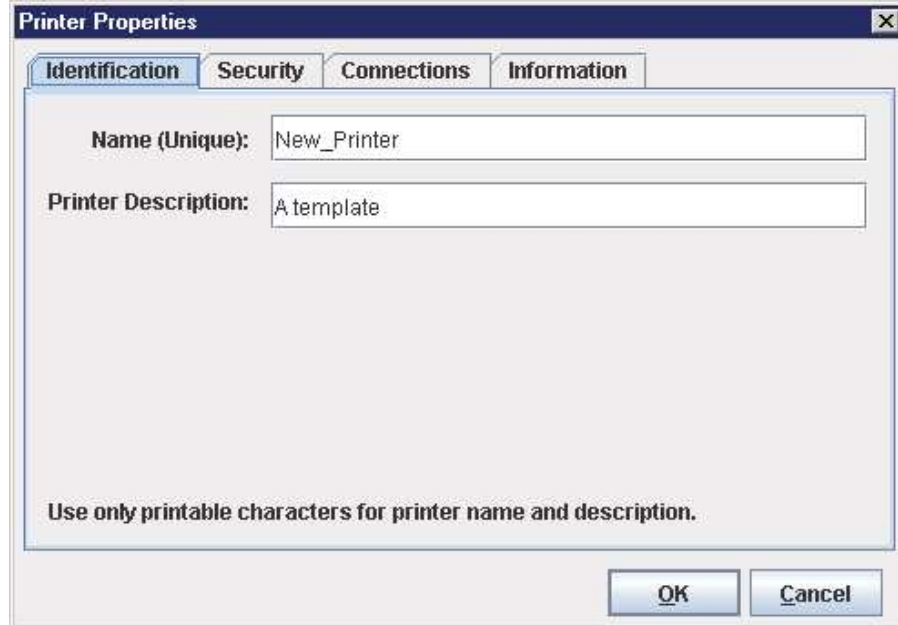 Printer Properties
Identification Security Connections Information
Name (Unique): New_Printer
Printer Description: A template
Use only printable characters for printer name and description.
OK Cancel